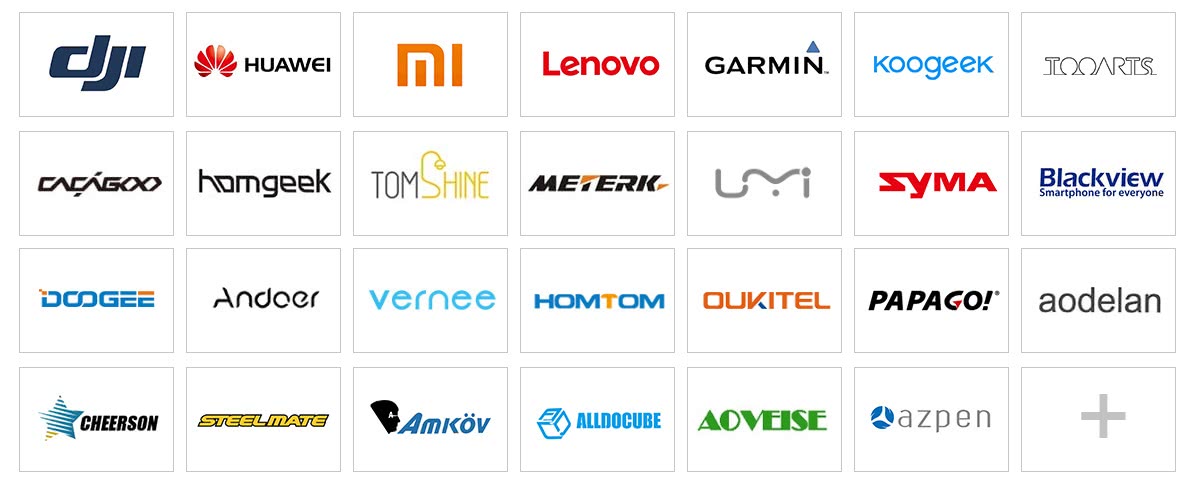 dji
HUAWEI
mi
Lenovo
GARMIN
Koogeek
TOOARTS
CAÇÁGOO
homgeek
TOMSHINE
METERK
UMi
SYMA
Blackview
Smartphone for everyone
DOOGEE
Andoer
vernee
HOMTOM
OUKITEL
PAPAGO!®
aodelan
CHEERSON
STEELMATE
AMKÖV
ALLDOCUBE
AOVEISE
azpen